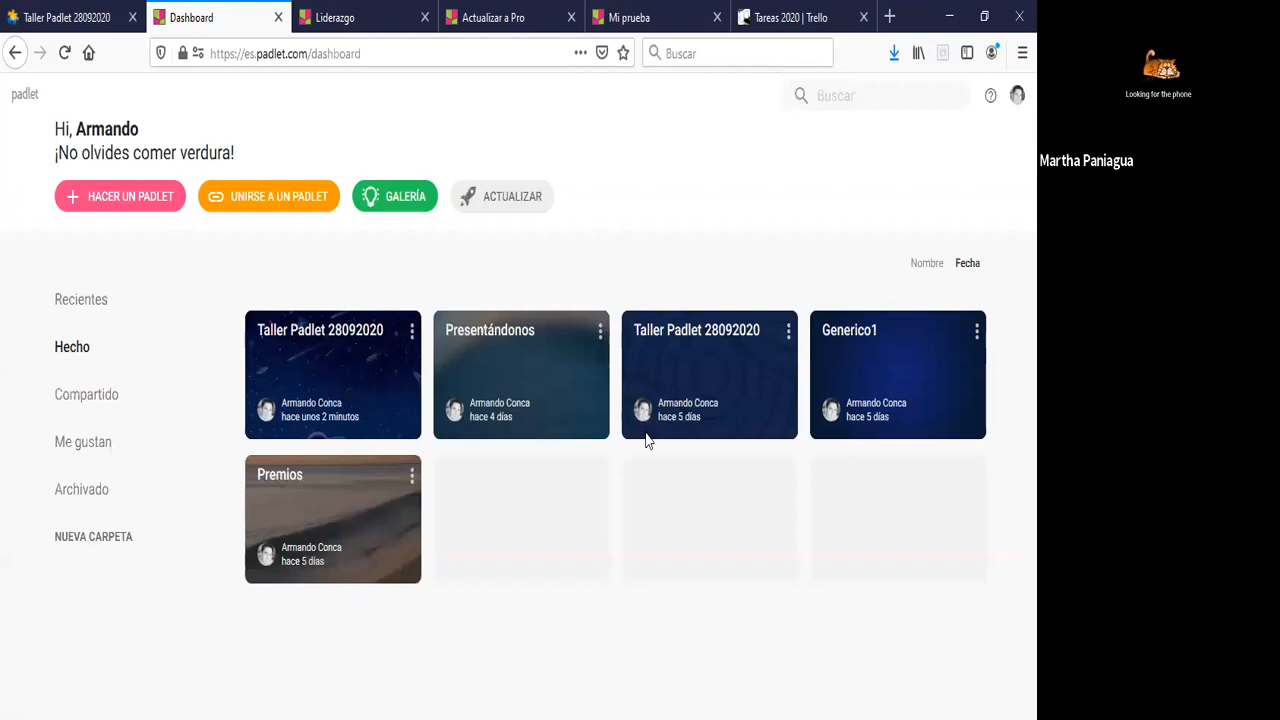 Taller Padlet 28092020
Dashboard
Liderazgo
Actualizar a Pro
Mi prueba
Tareas 2020 | Trello
https://es.padlet.com/dashboard
Buscar
padlet
Buscar
Hi, Armando
¡No olvides comer verdura!
HACER UN PADLET
UNIRSE A UN PADLET
GALERÍA
ACTUALIZAR
Nombre
Fecha
Recientes
Hecho
Compartido
Me gustan
Archivado
NUEVA CARPETA
Taller Padlet 28092020
Armando Conca
hace unos 2 minutos
Presentándonos
Armando Conca
hace 4 días
Taller Padlet 28092020
Armando Conca
hace 5 días
Generico1
Armando Conca
hace 5 días
Premios
Armando Conca
hace 5 días
Looking for the phone
Martha Paniagua